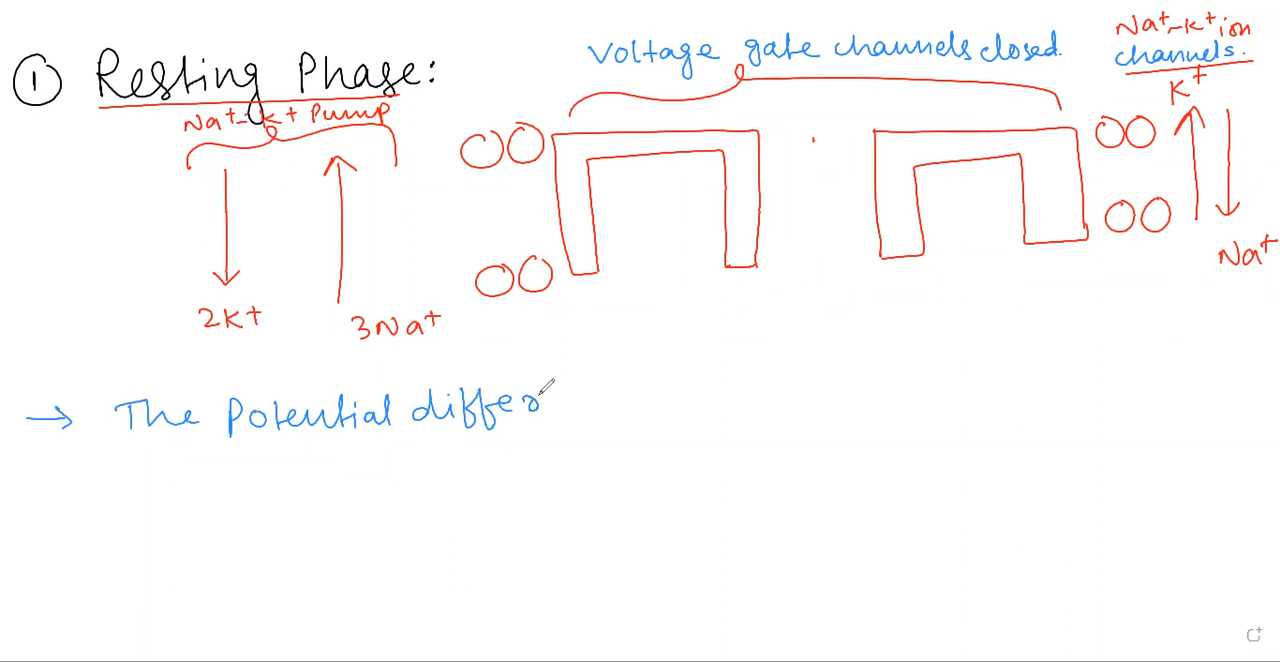 ① Resting Phase:
Na⁺-K⁺ Pump
2K⁺
3Na⁺
Voltage gate channels closed.
Na⁺-K⁺ ion
channels.
K⁺
Na⁺
→ The Potential differ